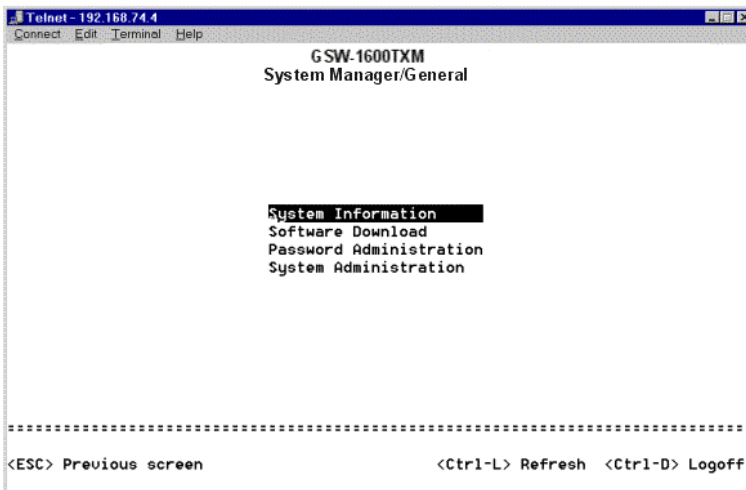 Telnet - 192.168.74.4
Connect Edit Terminal Help
GSW-1600TXM
System Manager/General
System Information
Software Download
Password Administration
System Administration
<ESC> Previous screen <Ctrl-L> Refresh <Ctrl-D> Logoff